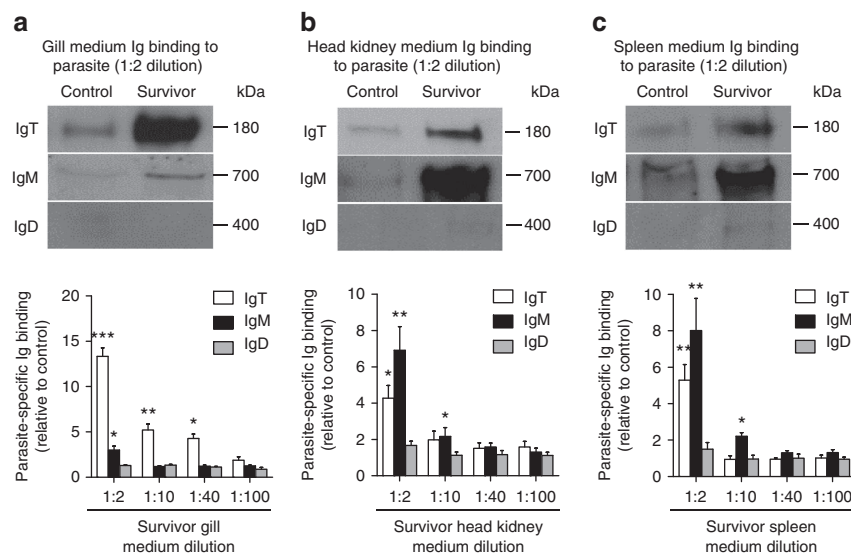 a
Gill medium Ig binding to
parasite (1:2 dilution)
Control Survivor kDa
IgT 180
IgM 700
IgD 400
Parasite-specific Ig binding
(relative to control)
20
15
10
5
0
IgT
IgM
IgD
***
*
**
*
1:2 1:10 1:40 1:100
Survivor gill
medium dilution
b
Head kidney medium Ig binding
to parasite (1:2 dilution)
Control Survivor kDa
IgT 180
IgM 700
IgD 400
Parasite-specific Ig binding
(relative to control)
10
8
6
4
2
0
IgT
IgM
IgD
*
**
*
1:2 1:10 1:40 1:100
Survivor head kidney
medium dilution
c
Spleen medium Ig binding
to parasite (1:2 dilution)
Control Survivor kDa
IgT 180
IgM 700
IgD 400
Parasite-specific Ig binding
(relative to control)
10
8
6
4
2
0
IgT
IgM
IgD
**
**
*
1:2 1:10 1:40 1:100
Survivor spleen
medium dilution